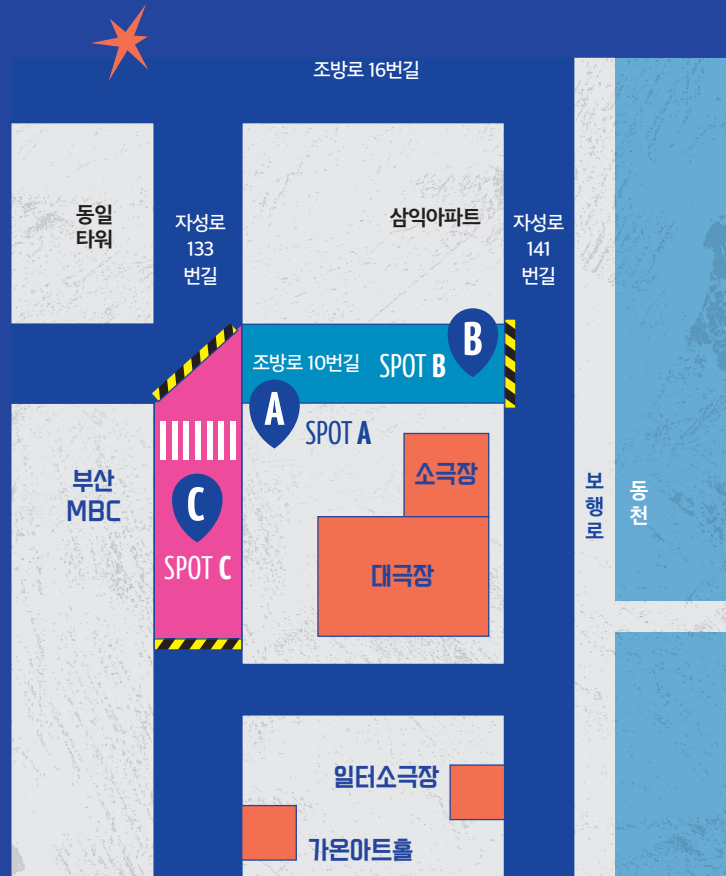 조방로 16번길
동일
타워
자성로
133
번길
삼익아파트
자성로
141
번길
조방로 10번길
SPOT B
B
A
SPOT A
부산
MBC
C
SPOT C
소극장
대극장
보
행
로
동
천
일터소극장
가온아트홀